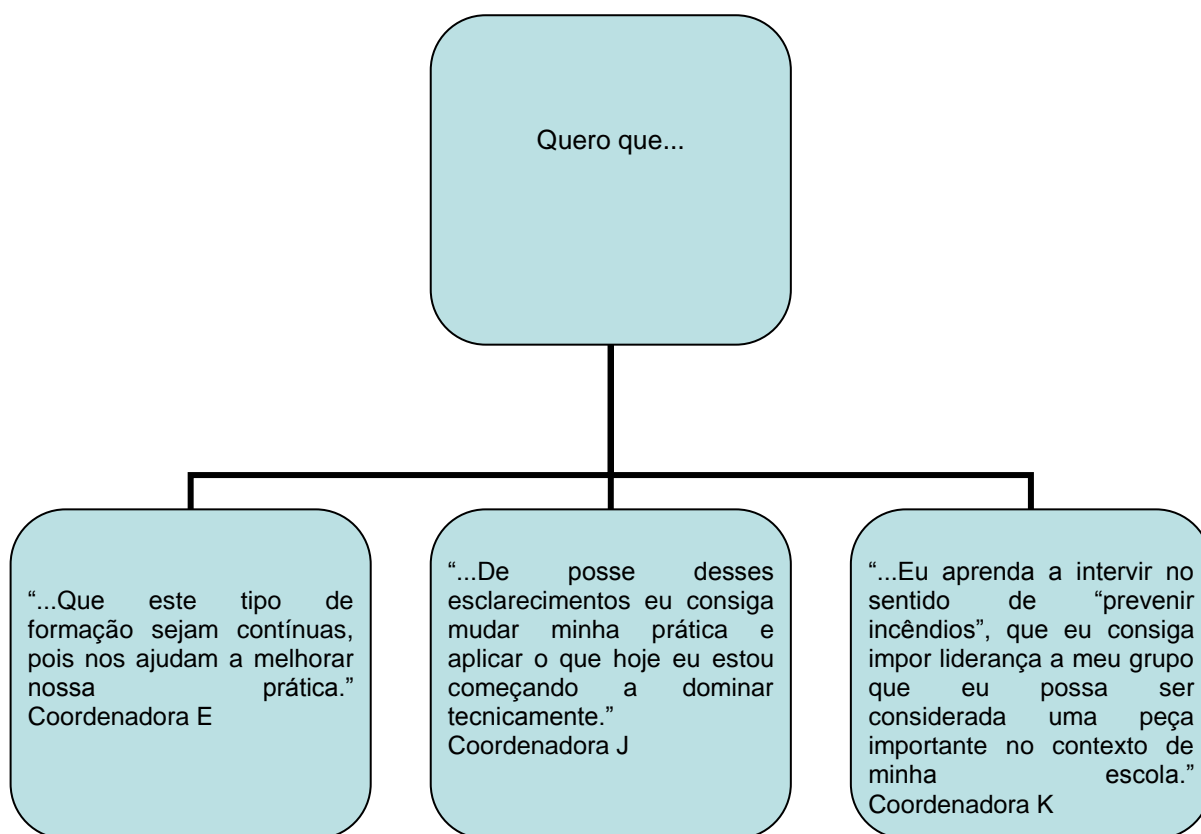 Quero que...
“...Que este tipo de
formação sejam contínuas,
pois nos ajudam a melhorar
nossa prática.”
Coordenadora E
“...De posse desses
esclarecimentos eu consiga
mudar minha prática e
aplicar o que hoje eu estou
começando a dominar
tecnicamente.”
Coordenadora J
“...Eu aprenda a intervir no
sentido de “prevenir
incêndios”, que eu consiga
impor liderança a meu grupo
que eu possa ser
considerada uma peça
importante no contexto de
minha escola.”
Coordenadora K